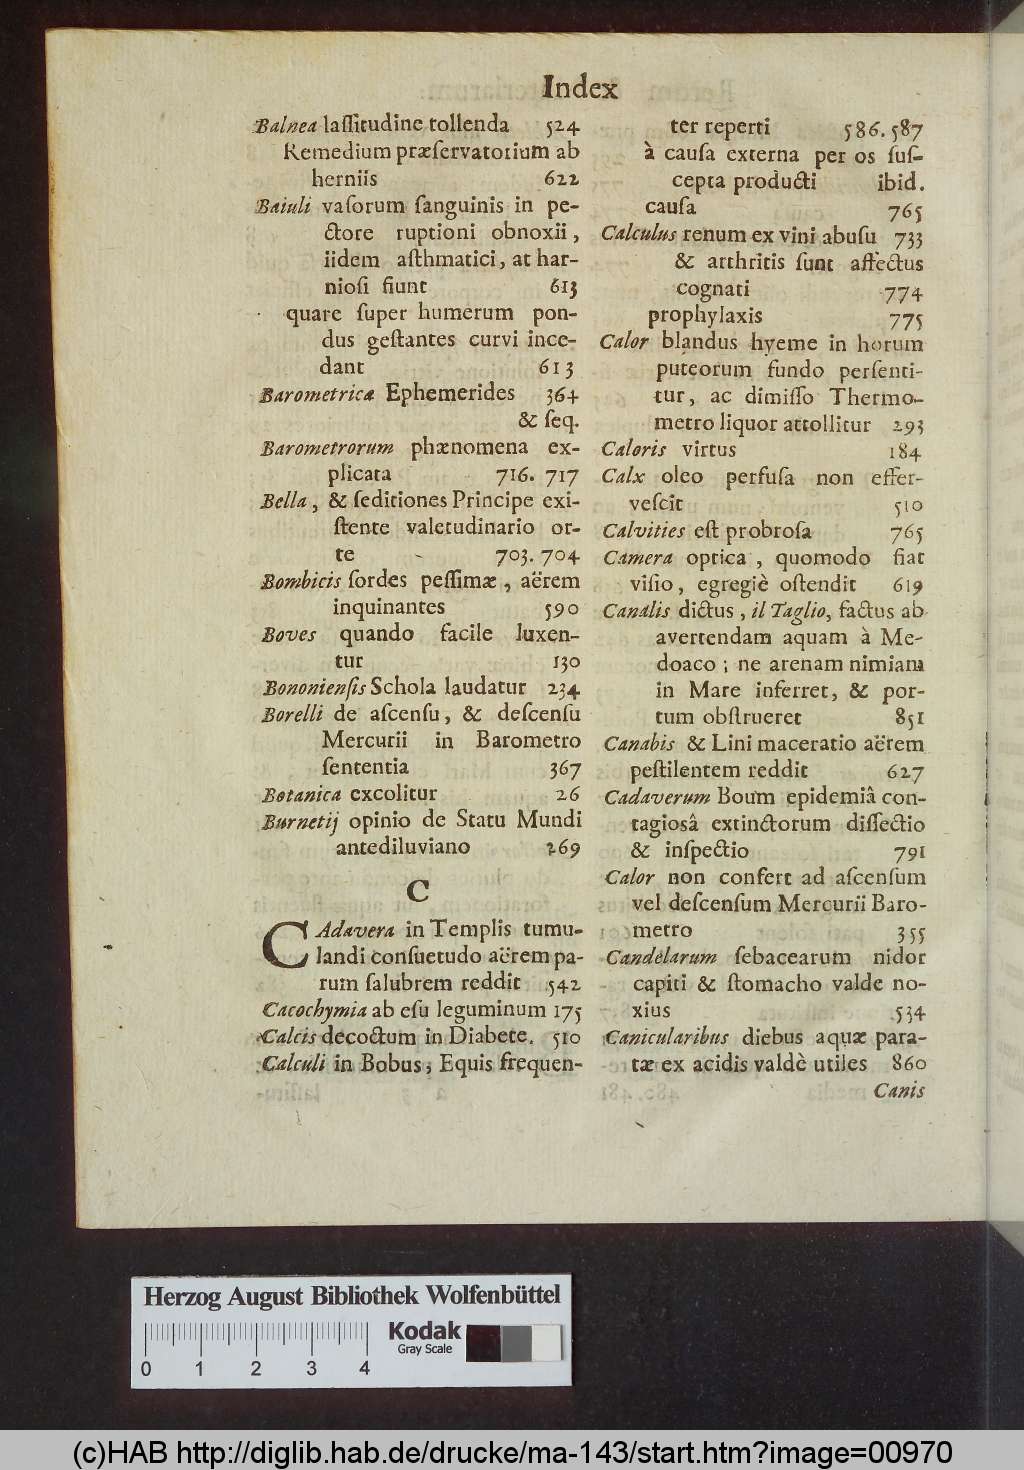 Index
Balnea laſſitudine tollenda 524
Remedium præſervatorium ab
herniis 622
Baiuli vaſorum ſanguinis in pe-
ctore ruptioni obnoxii,
iidem aſthmatici, at har-
nioſi fiunt 613
quare ſuper humerum pon-
dus geſtantes curvi ince-
dant 613
Barometricæ Ephemerides 364
& ſeq.
Barometrorum phænomena ex-
plicata 716. 717
Bella, & ſeditiones Principe exi-
ſtente valetudinario or-
te 703. 704
Bombicis ſordes peſſimæ, aërem
inquinantes 590
Boves quando facile luxen-
tur 130
Bononienſis Schola laudatur 234
Borelli de aſcenſu, & deſcenſu
Mercurii in Barometro
ſententia 367
Botanica excolitur 26
Burnetij opinio de Statu Mundi
antediluviano 269
C
CAdavera in Templis tumu-
landi conſuetudo aërem pa-
rum ſalubrem reddit 542
Cacochymia ab eſu leguminum 175
Calcis decoctum in Diabete. 510
Calculi in Bobus, Equis frequen-
ter reperti 586. 587
à cauſa externa per os ſuſ-
cepta producti ibid.
cauſa 765
Calculus renum ex vini abuſu 733
& arthritis ſunt affectus
cognati 774
prophylaxis 775
Calor blandus hyeme in horum
puteorum fundo perſenti-
tur, ac dimiſſo Thermo-
metro liquor attollitur 293
Caloris virtus 184
Calx oleo perfuſa non effer-
veſcit 510
Calvities eſt probroſa 765
Camera optica, quomodo fiat
viſio, egregiè oſtendit 619
Canalis dictus, il Taglio, factus ab
avertendam aquam à Me-
doaco; ne arenam nimiam
in Mare inferret, & por-
tum obſtrueret 851
Canabis & Lini maceratio aërem
peſtilentem reddit 627
Cadaverum Boum epidemiâ con-
tagioſâ extinctorum diſſectio
& inſpectio 791
Calor non confert ad aſcenſum
vel deſcenſum Mercurii Baro-
metro 355
Candelarum ſebacearum nidor
capiti & ſtomacho valde no-
xius 534
Canicularibus diebus aquæ para-
tæ ex acidis valdè utiles 860
Canis
Herzog August Bibliothek Wolfenbüttel
Kodak
Gray Scale
0 1 2 3 4
(c)HAB http://diglib.hab.de/drucke/ma-143/start.htm?image=00970